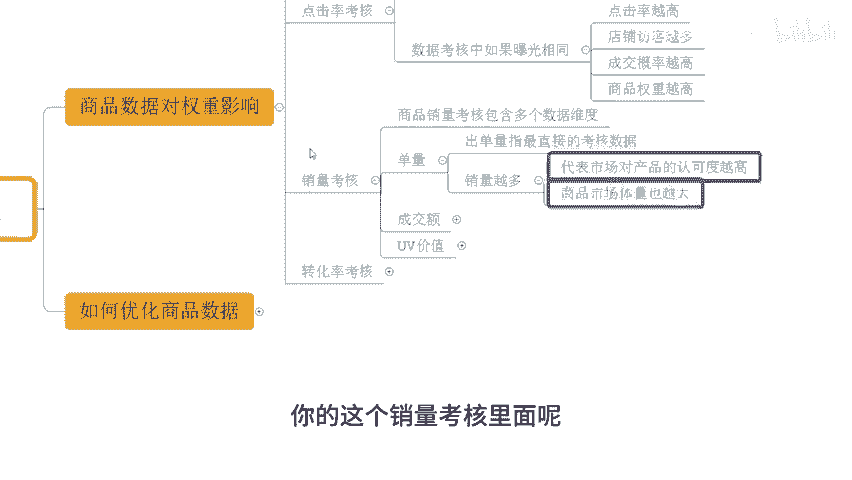 点击率考核
点击率越高
店铺访客越多
数据考核中如果曝光相同
成交概率越高
商品权重越高
商品数据对权重影响
商品销量考核包含多个数据维度
出单量指最直接的考核数据
单量
代表市场对产品的认可度越高
销量考核
销量越多
商品市场体量也越大
成交额
UV价值
转化率考核
如何优化商品数据
你的这个销量考核里面呢